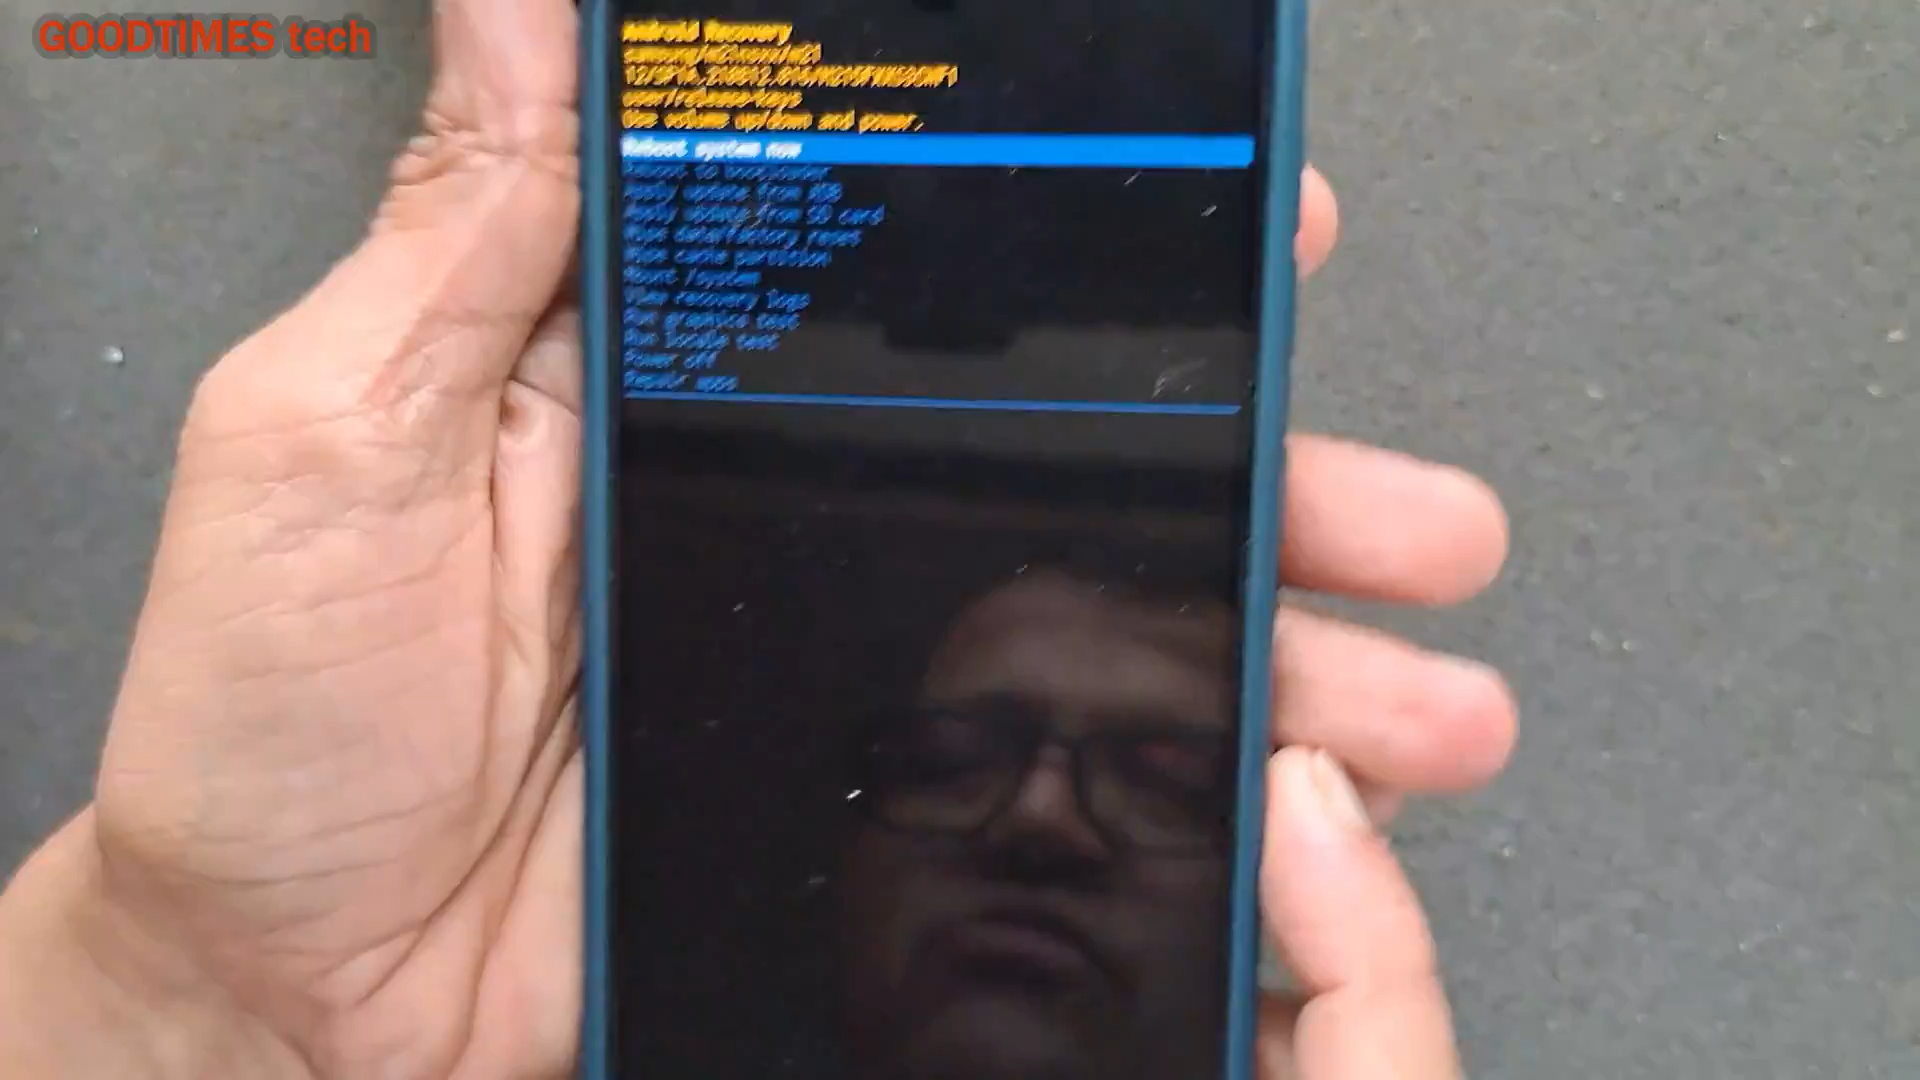 GOODTIMES tech
Android Recovery
user/release-keys
Use volume up/down and power.
Reboot system now
Reboot to bootloader
Apply update from ADB
Apply update from SD card
Wipe data/factory reset
Wipe cache partition
Mount /system
View recovery logs
Run graphics test
Run locale test
Power off
Repair apps